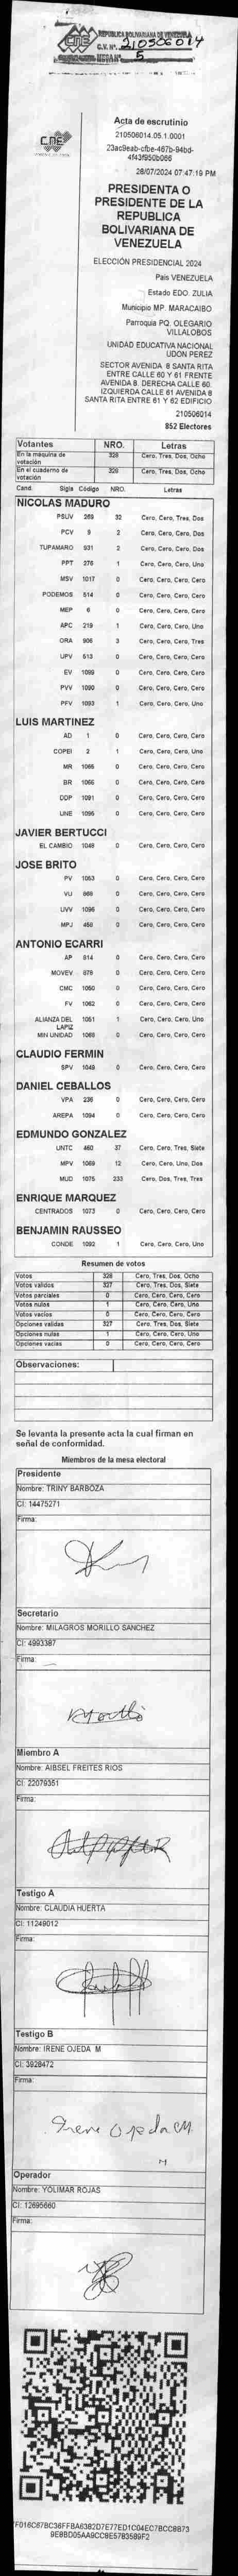 CNE
REPÚBLICA BOLIVARIANA DE VENEZUELA
C.V. Nº. 210506014
MESA Nº 5
CNE
Acta de escrutinio
210506014.05.1.0001
23ac9eab-cfbe-467b-94bd-
4f43f950b066
28/07/2024 07:47:19 PM
PRESIDENTA O
PRESIDENTE DE LA
REPUBLICA
BOLIVARIANA DE
VENEZUELA
ELECCIÓN PRESIDENCIAL 2024
País VENEZUELA
Estado EDO. ZULIA
Municipio MP. MARACAIBO
Parroquia PQ. OLEGARIO
VILLALOBOS
UNIDAD EDUCATIVA NACIONAL
UDON PEREZ
SECTOR AVENIDA 8 SANTA RITA
ENTRE CALLE 60 Y 61 FRENTE
AVENIDA 8. DERECHA CALLE 60.
IZQUIERDA CALLE 61 AVENIDA 8
SANTA RITA ENTRE 61 Y 62 EDIFICIO
210506014
852 Electores
Votantes NRO. Letras
En la máquina de votación 328 Cero, Tres, Dos, Ocho
En el cuaderno de votación 328 Cero, Tres, Dos, Ocho
Cand. Sigla Código NRO. Letras
NICOLAS MADURO
PSUV 269 32 Cero, Cero, Tres, Dos
PCV 9 2 Cero, Cero, Cero, Dos
TUPAMARO 931 2 Cero, Cero, Cero, Dos
PPT 276 1 Cero, Cero, Cero, Uno
MSV 1017 0 Cero, Cero, Cero, Cero
PODEMOS 514 0 Cero, Cero, Cero, Cero
MEP 6 0 Cero, Cero, Cero, Cero
APC 219 1 Cero, Cero, Cero, Uno
ORA 906 3 Cero, Cero, Cero, Tres
UPV 513 0 Cero, Cero, Cero, Cero
EV 1099 0 Cero, Cero, Cero, Cero
PVV 1090 0 Cero, Cero, Cero, Cero
PFV 1093 1 Cero, Cero, Cero, Uno
LUIS MARTINEZ
AD 1 0 Cero, Cero, Cero, Cero
COPEI 2 1 Cero, Cero, Cero, Uno
MR 1065 0 Cero, Cero, Cero, Cero
BR 1066 0 Cero, Cero, Cero, Cero
DDP 1091 0 Cero, Cero, Cero, Cero
UNE 1095 0 Cero, Cero, Cero, Cero
JAVIER BERTUCCI
EL CAMBIO 1048 0 Cero, Cero, Cero, Cero
JOSE BRITO
PV 1053 0 Cero, Cero, Cero, Cero
VU 868 0 Cero, Cero, Cero, Cero
UVV 1096 0 Cero, Cero, Cero, Cero
MPJ 458 0 Cero, Cero, Cero, Cero
ANTONIO ECARRI
AP 814 0 Cero, Cero, Cero, Cero
MOVEV 878 0 Cero, Cero, Cero, Cero
CMC 1050 0 Cero, Cero, Cero, Cero
FV 1062 0 Cero, Cero, Cero, Cero
ALIANZA DEL LAPIZ 1051 1 Cero, Cero, Cero, Uno
MIN UNIDAD 1068 0 Cero, Cero, Cero, Cero
CLAUDIO FERMIN
SPV 1049 0 Cero, Cero, Cero, Cero
DANIEL CEBALLOS
VPA 236 0 Cero, Cero, Cero, Cero
AREPA 1094 0 Cero, Cero, Cero, Cero
EDMUNDO GONZALEZ
UNTC 460 37 Cero, Cero, Tres, Siete
MPV 1069 12 Cero, Cero, Uno, Dos
MUD 1075 233 Cero, Dos, Tres, Tres
ENRIQUE MARQUEZ
CENTRADOS 1073 0 Cero, Cero, Cero, Cero
BENJAMIN RAUSSEO
CONDE 1092 1 Cero, Cero, Cero, Uno
Resumen de votos
Votos 328 Cero, Tres, Dos, Ocho
Votos válidos 327 Cero, Tres, Dos, Siete
Votos parciales 0 Cero, Cero, Cero, Cero
Votos nulos 1 Cero, Cero, Cero, Uno
Votos vacíos 0 Cero, Cero, Cero, Cero
Opciones válidas 327 Cero, Tres, Dos, Siete
Opciones nulas 1 Cero, Cero, Cero, Uno
Opciones vacías 0 Cero, Cero, Cero, Cero
Observaciones:
Se levanta la presente acta la cual firman en
señal de conformidad.
Miembros de la mesa electoral
Presidente
Nombre: TRINY BARBOZA
CI: 14475271
Firma:
Secretario
Nombre: MILAGROS MORILLO SANCHEZ
CI: 4993387
Firma:
Morillo
Miembro A
Nombre: AIBSEL FREITES RIOS
CI: 22079351
Firma:
Testigo A
Nombre: CLAUDIA HUERTA
CI: 11249012
Firma:
Testigo B
Nombre: IRENE OJEDA M
CI: 3928472
Firma:
Irene Ojeda M.
Operador
Nombre: YOLIMAR ROJAS
CI: 12695660
Firma:
7F016C67BC36FFBA6382D7E77ED1C04EC7BCC8B73
9E8BD05AA9CC8E5783589F2